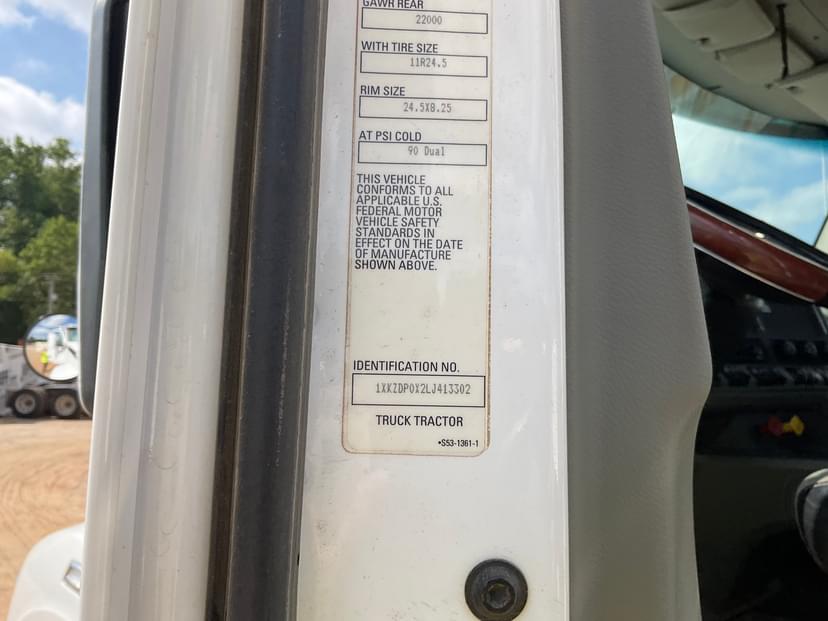 GAWR REAR
22000
WITH TIRE SIZE
11R24.5
RIM SIZE
24.5X8.25
AT PSI COLD
90 Dual
THIS VEHICLE
CONFORMS TO ALL
APPLICABLE U.S.
FEDERAL MOTOR
VEHICLE SAFETY
STANDARDS IN
EFFECT ON THE DATE
OF MANUFACTURE
SHOWN ABOVE.
IDENTIFICATION NO.
1XKZDP0X2LJ413302
TRUCK TRACTOR
•S53-1361-1